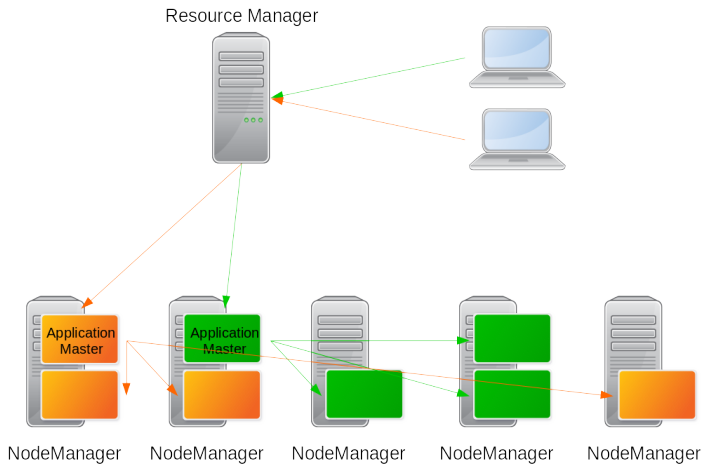 Resource Manager
Application
Master
Application
Master
NodeManager
NodeManager
NodeManager
NodeManager
NodeManager